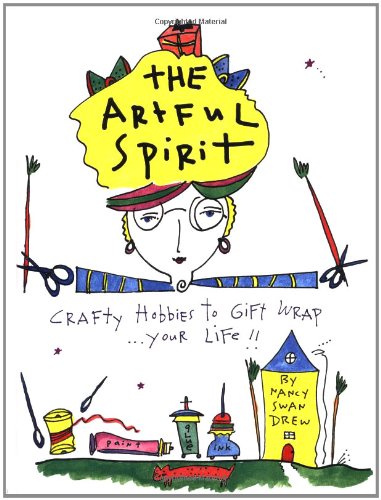 Copyrighted Material
the
Artful
Spirit
Crafty Hobbies to Gift Wrap
...your Life!!
By
Nancy
Swan
Drew
paint
glue
ink